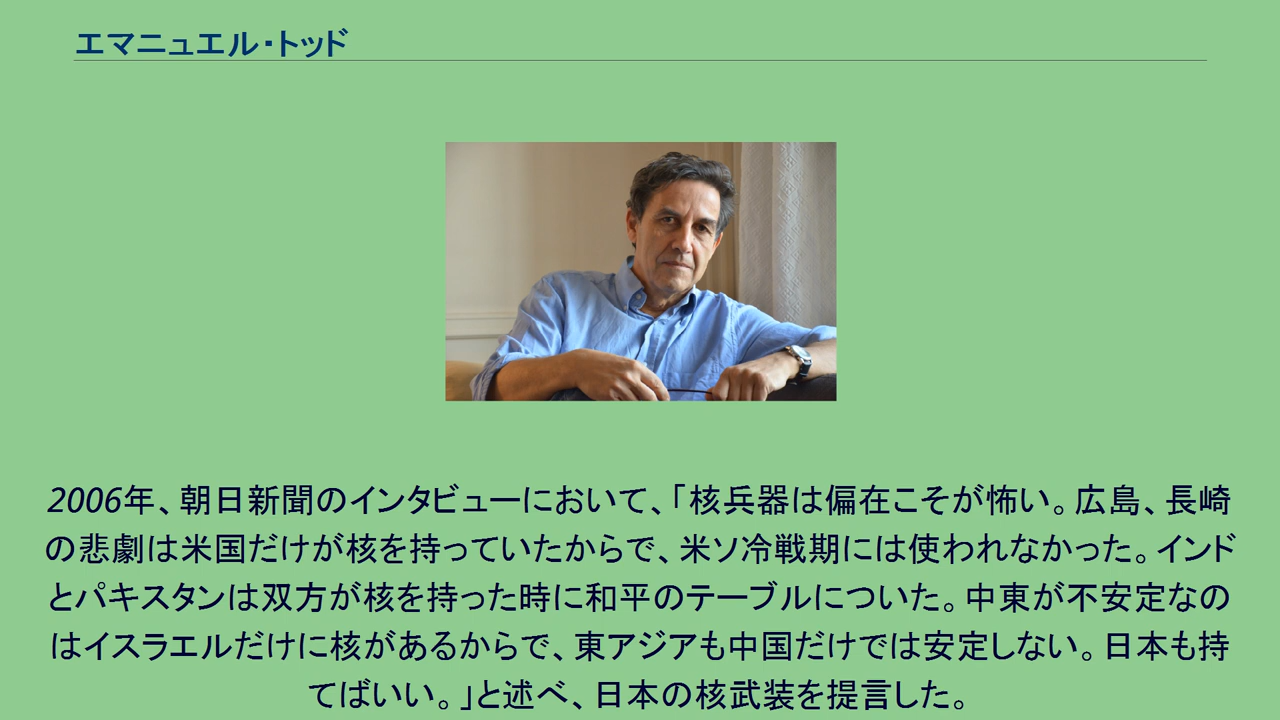 エマニュエル・トッド
2006年、朝日新聞のインタビューにおいて、「核兵器は偏在こそが怖い。広島、長崎
の悲劇は米国だけが核を持っていたからで、米ソ冷戦期には使われなかった。インド
とパキスタンは双方が核を持った時に和平のテーブルについた。中東が不安定なの
はイスラエルだけに核があるからで、東アジアも中国だけでは安定しない。日本も持
てばいい。」と述べ、日本の核武装を提言した。